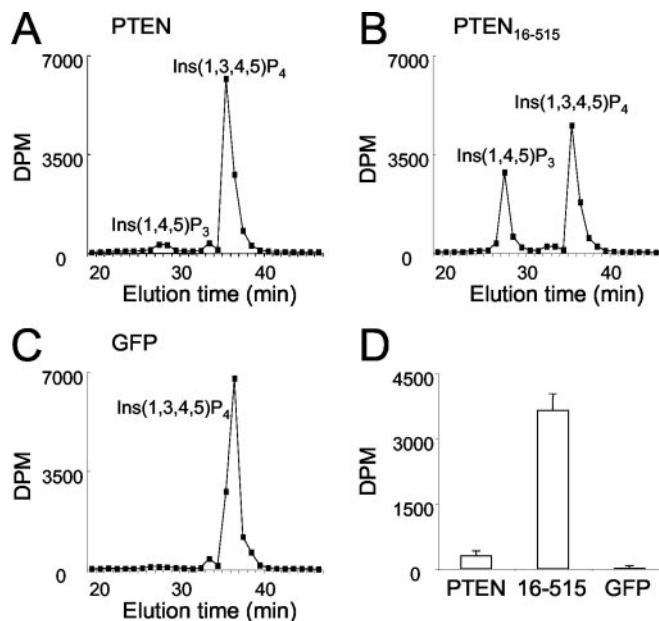 A PTEN
7000
Ins(1,3,4,5)P4
DPM
3500
Ins(1,4,5)P3
0
20 30 40
Elution time (min)
B PTEN16-515
7000
Ins(1,3,4,5)P4
DPM
3500
Ins(1,4,5)P3
0
20 30 40
Elution time (min)
C GFP
7000
Ins(1,3,4,5)P4
DPM
3500
0
20 30 40
Elution time (min)
D
4500
DPM
3000
1500
0
PTEN 16-515 GFP